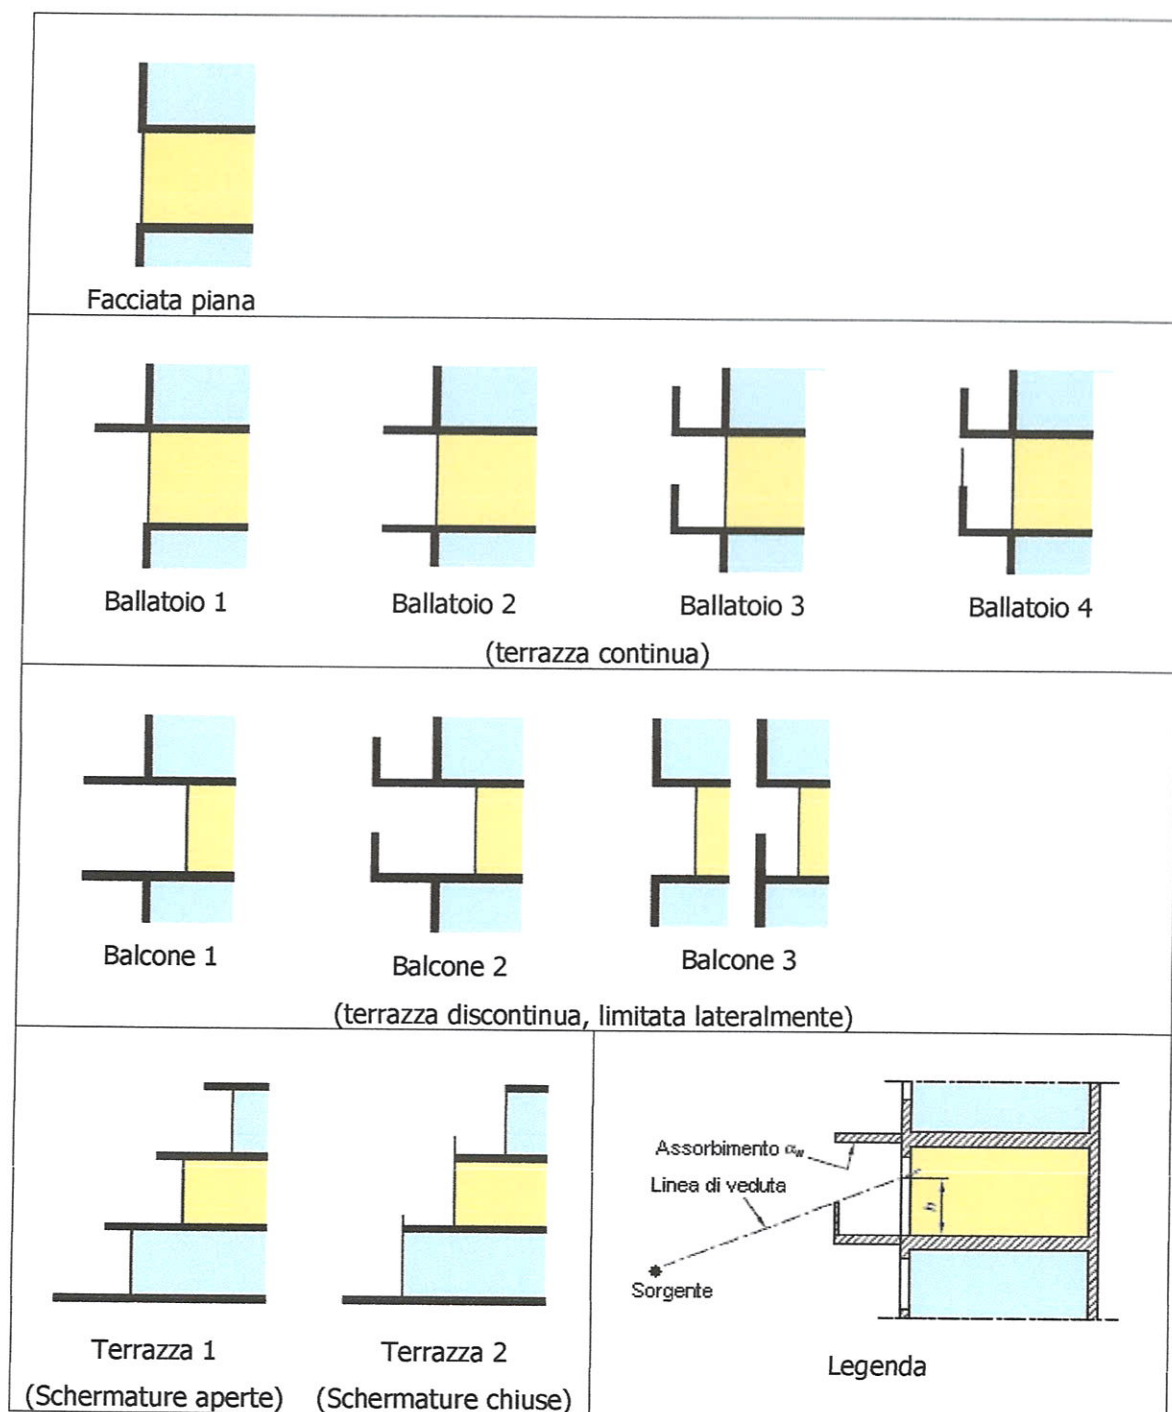 Facciata piana
Ballatoio 1
Ballatoio 2
Ballatoio 3
Ballatoio 4
(terrazza continua)
Balcone 1
Balcone 2
Balcone 3
(terrazza discontinua, limitata lateralmente)
Terrazza 1
(Schermature aperte)
Terrazza 2
(Schermature chiuse)
Assorbimento αw
Linea di veduta
h
Sorgente
Legenda